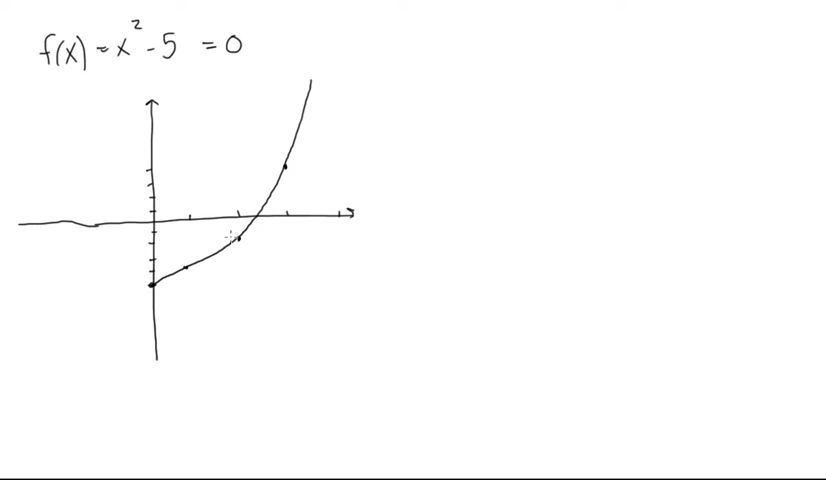 f(x) = x² - 5 = 0